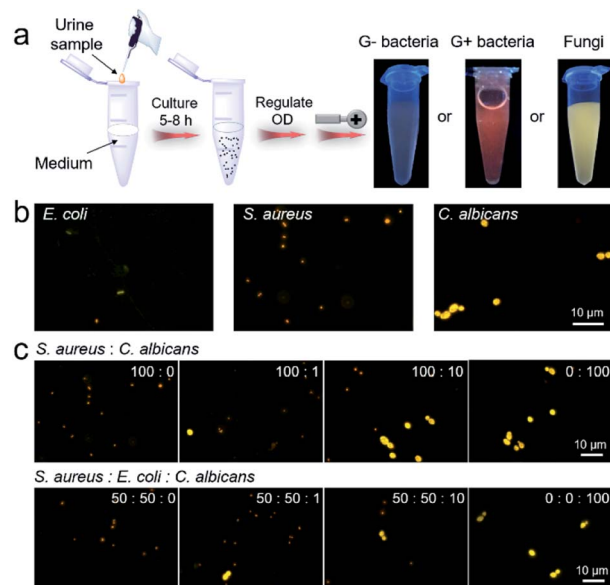 a
Urine
sample
Medium
Culture
5-8 h
Regulate
OD
G- bacteria
or
G+ bacteria
or
Fungi
b
E. coli
S. aureus
C. albicans
10 µm
c
S. aureus : C. albicans
100 : 0
100 : 1
100 : 10
0 : 100
10 µm
S. aureus : E. coli : C. albicans
50 : 50 : 0
50 : 50 : 1
50 : 50 : 10
0 : 0 : 100
10 µm